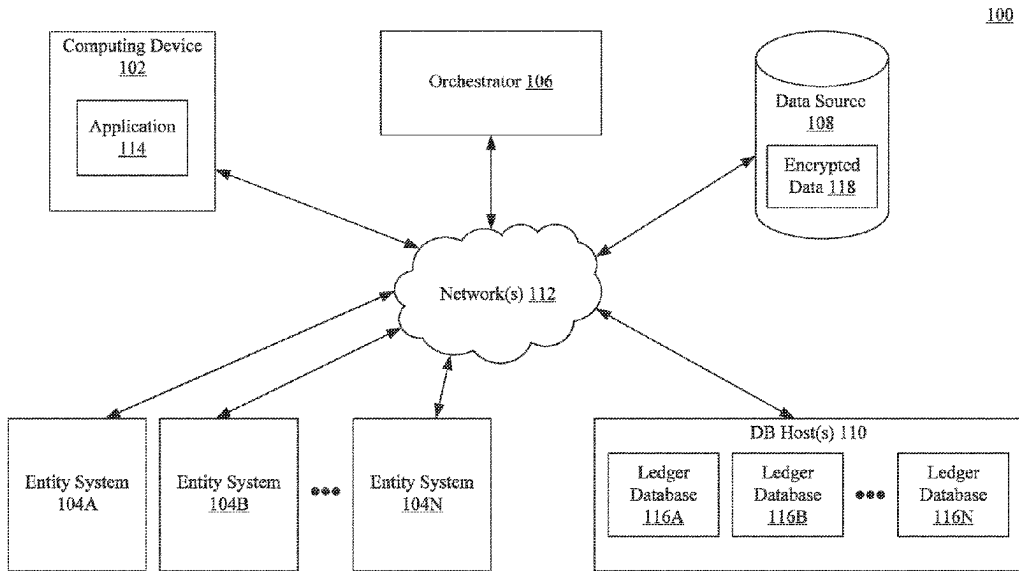 100
Computing Device
102
Application
114
Orchestrator 106
Data Source
108
Encrypted
Data 118
Network(s) 112
Entity System
104A
Entity System
104B
Entity System
104N
DB Host(s) 110
Ledger
Database
116A
Ledger
Database
116B
Ledger
Database
116N